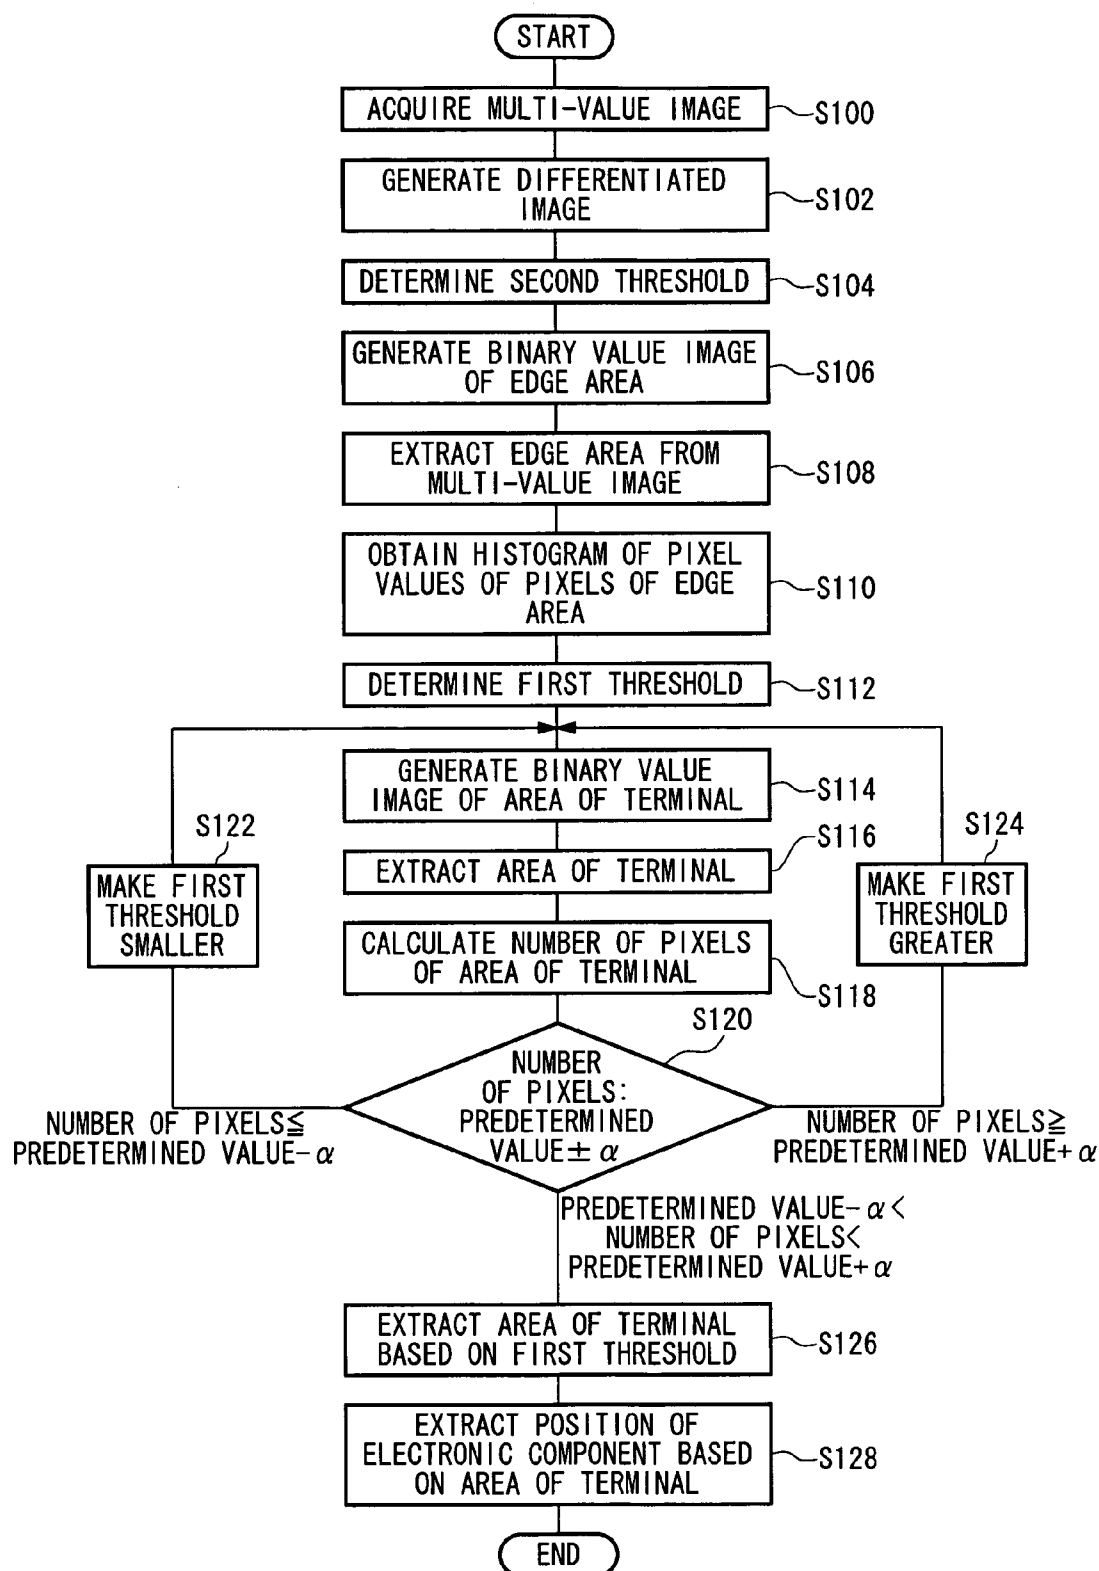 START
ACQUIRE MULTI-VALUE IMAGE
S100
GENERATE DIFFERENTIATED
IMAGE
S102
DETERMINE SECOND THRESHOLD
S104
GENERATE BINARY VALUE IMAGE
OF EDGE AREA
S106
EXTRACT EDGE AREA FROM
MULTI-VALUE IMAGE
S108
OBTAIN HISTOGRAM OF PIXEL
VALUES OF PIXELS OF EDGE
AREA
S110
DETERMINE FIRST THRESHOLD
S112
GENERATE BINARY VALUE
IMAGE OF AREA OF TERMINAL
S114
EXTRACT AREA OF TERMINAL
S116
CALCULATE NUMBER OF PIXELS
OF AREA OF TERMINAL
S118
S122
MAKE FIRST
THRESHOLD
SMALLER
S124
MAKE FIRST
THRESHOLD
GREATER
S120
NUMBER
OF PIXELS:
PREDETERMINED
VALUE±α
NUMBER OF PIXELS≦
PREDETERMINED VALUE-α
NUMBER OF PIXELS≧
PREDETERMINED VALUE+α
PREDETERMINED VALUE-α<
NUMBER OF PIXELS<
PREDETERMINED VALUE+α
EXTRACT AREA OF TERMINAL
BASED ON FIRST THRESHOLD
S126
EXTRACT POSITION OF
ELECTRONIC COMPONENT BASED
ON AREA OF TERMINAL
S128
END